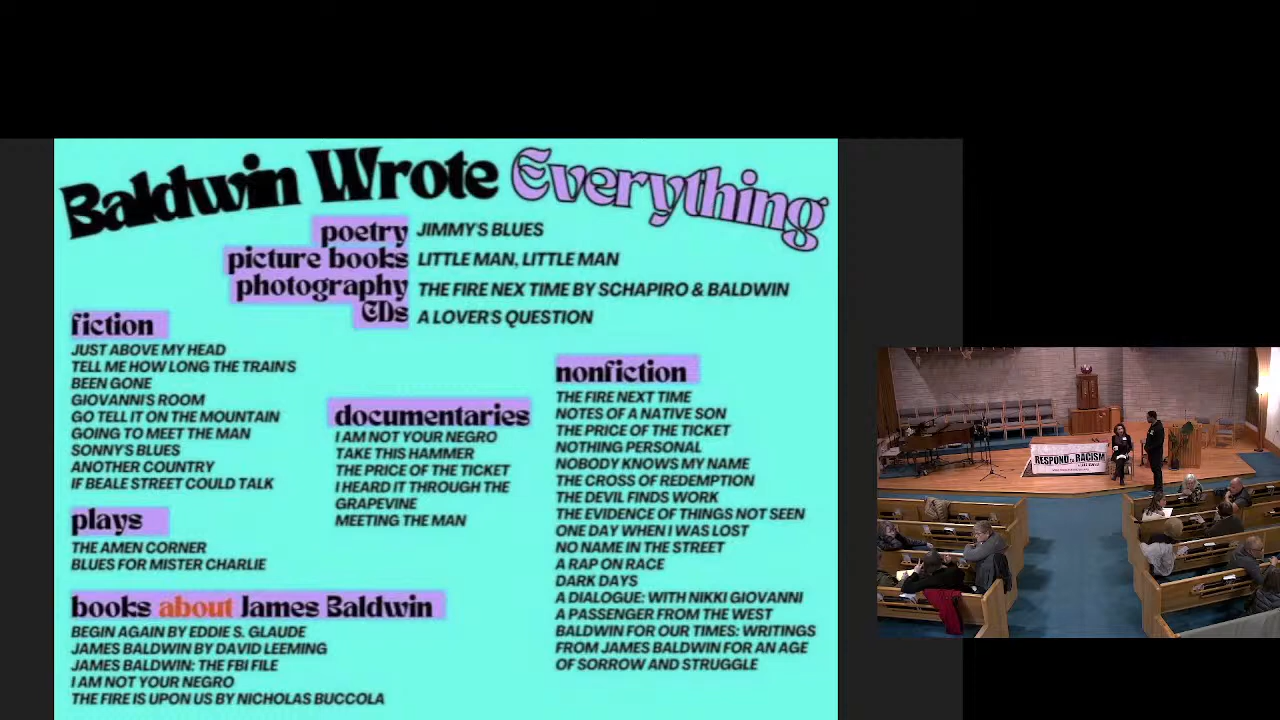 Baldwin Wrote Everything
poetry JIMMY'S BLUES
picture books LITTLE MAN, LITTLE MAN
photography THE FIRE NEX TIME BY SCHAPIRO & BALDWIN
CDs A LOVER'S QUESTION
fiction
JUST ABOVE MY HEAD
TELL ME HOW LONG THE TRAIN'S
BEEN GONE
GIOVANNI'S ROOM
GO TELL IT ON THE MOUNTAIN
GOING TO MEET THE MAN
SONNY'S BLUES
ANOTHER COUNTRY
IF BEALE STREET COULD TALK
plays
THE AMEN CORNER
BLUES FOR MISTER CHARLIE
documentaries
I AM NOT YOUR NEGRO
TAKE THIS HAMMER
THE PRICE OF THE TICKET
I HEARD IT THROUGH THE
GRAPEVINE
MEETING THE MAN
nonfiction
THE FIRE NEXT TIME
NOTES OF A NATIVE SON
THE PRICE OF THE TICKET
NOTHING PERSONAL
NOBODY KNOWS MY NAME
THE CROSS OF REDEMPTION
THE DEVIL FINDS WORK
THE EVIDENCE OF THINGS NOT SEEN
ONE DAY WHEN I WAS LOST
NO NAME IN THE STREET
A RAP ON RACE
DARK DAYS
A DIALOGUE: WITH NIKKI GIOVANNI
A PASSENGER FROM THE WEST
BALDWIN FOR OUR TIMES: WRITINGS
FROM JAMES BALDWIN FOR AN AGE
OF SORROW AND STRUGGLE
books about James Baldwin
BEGIN AGAIN BY EDDIE S. GLAUDE
JAMES BALDWIN BY DAVID LEEMING
JAMES BALDWIN: THE FBI FILE
I AM NOT YOUR NEGRO
THE FIRE IS UPON US BY NICHOLAS BUCCOLA
RESPOND TO RACISM